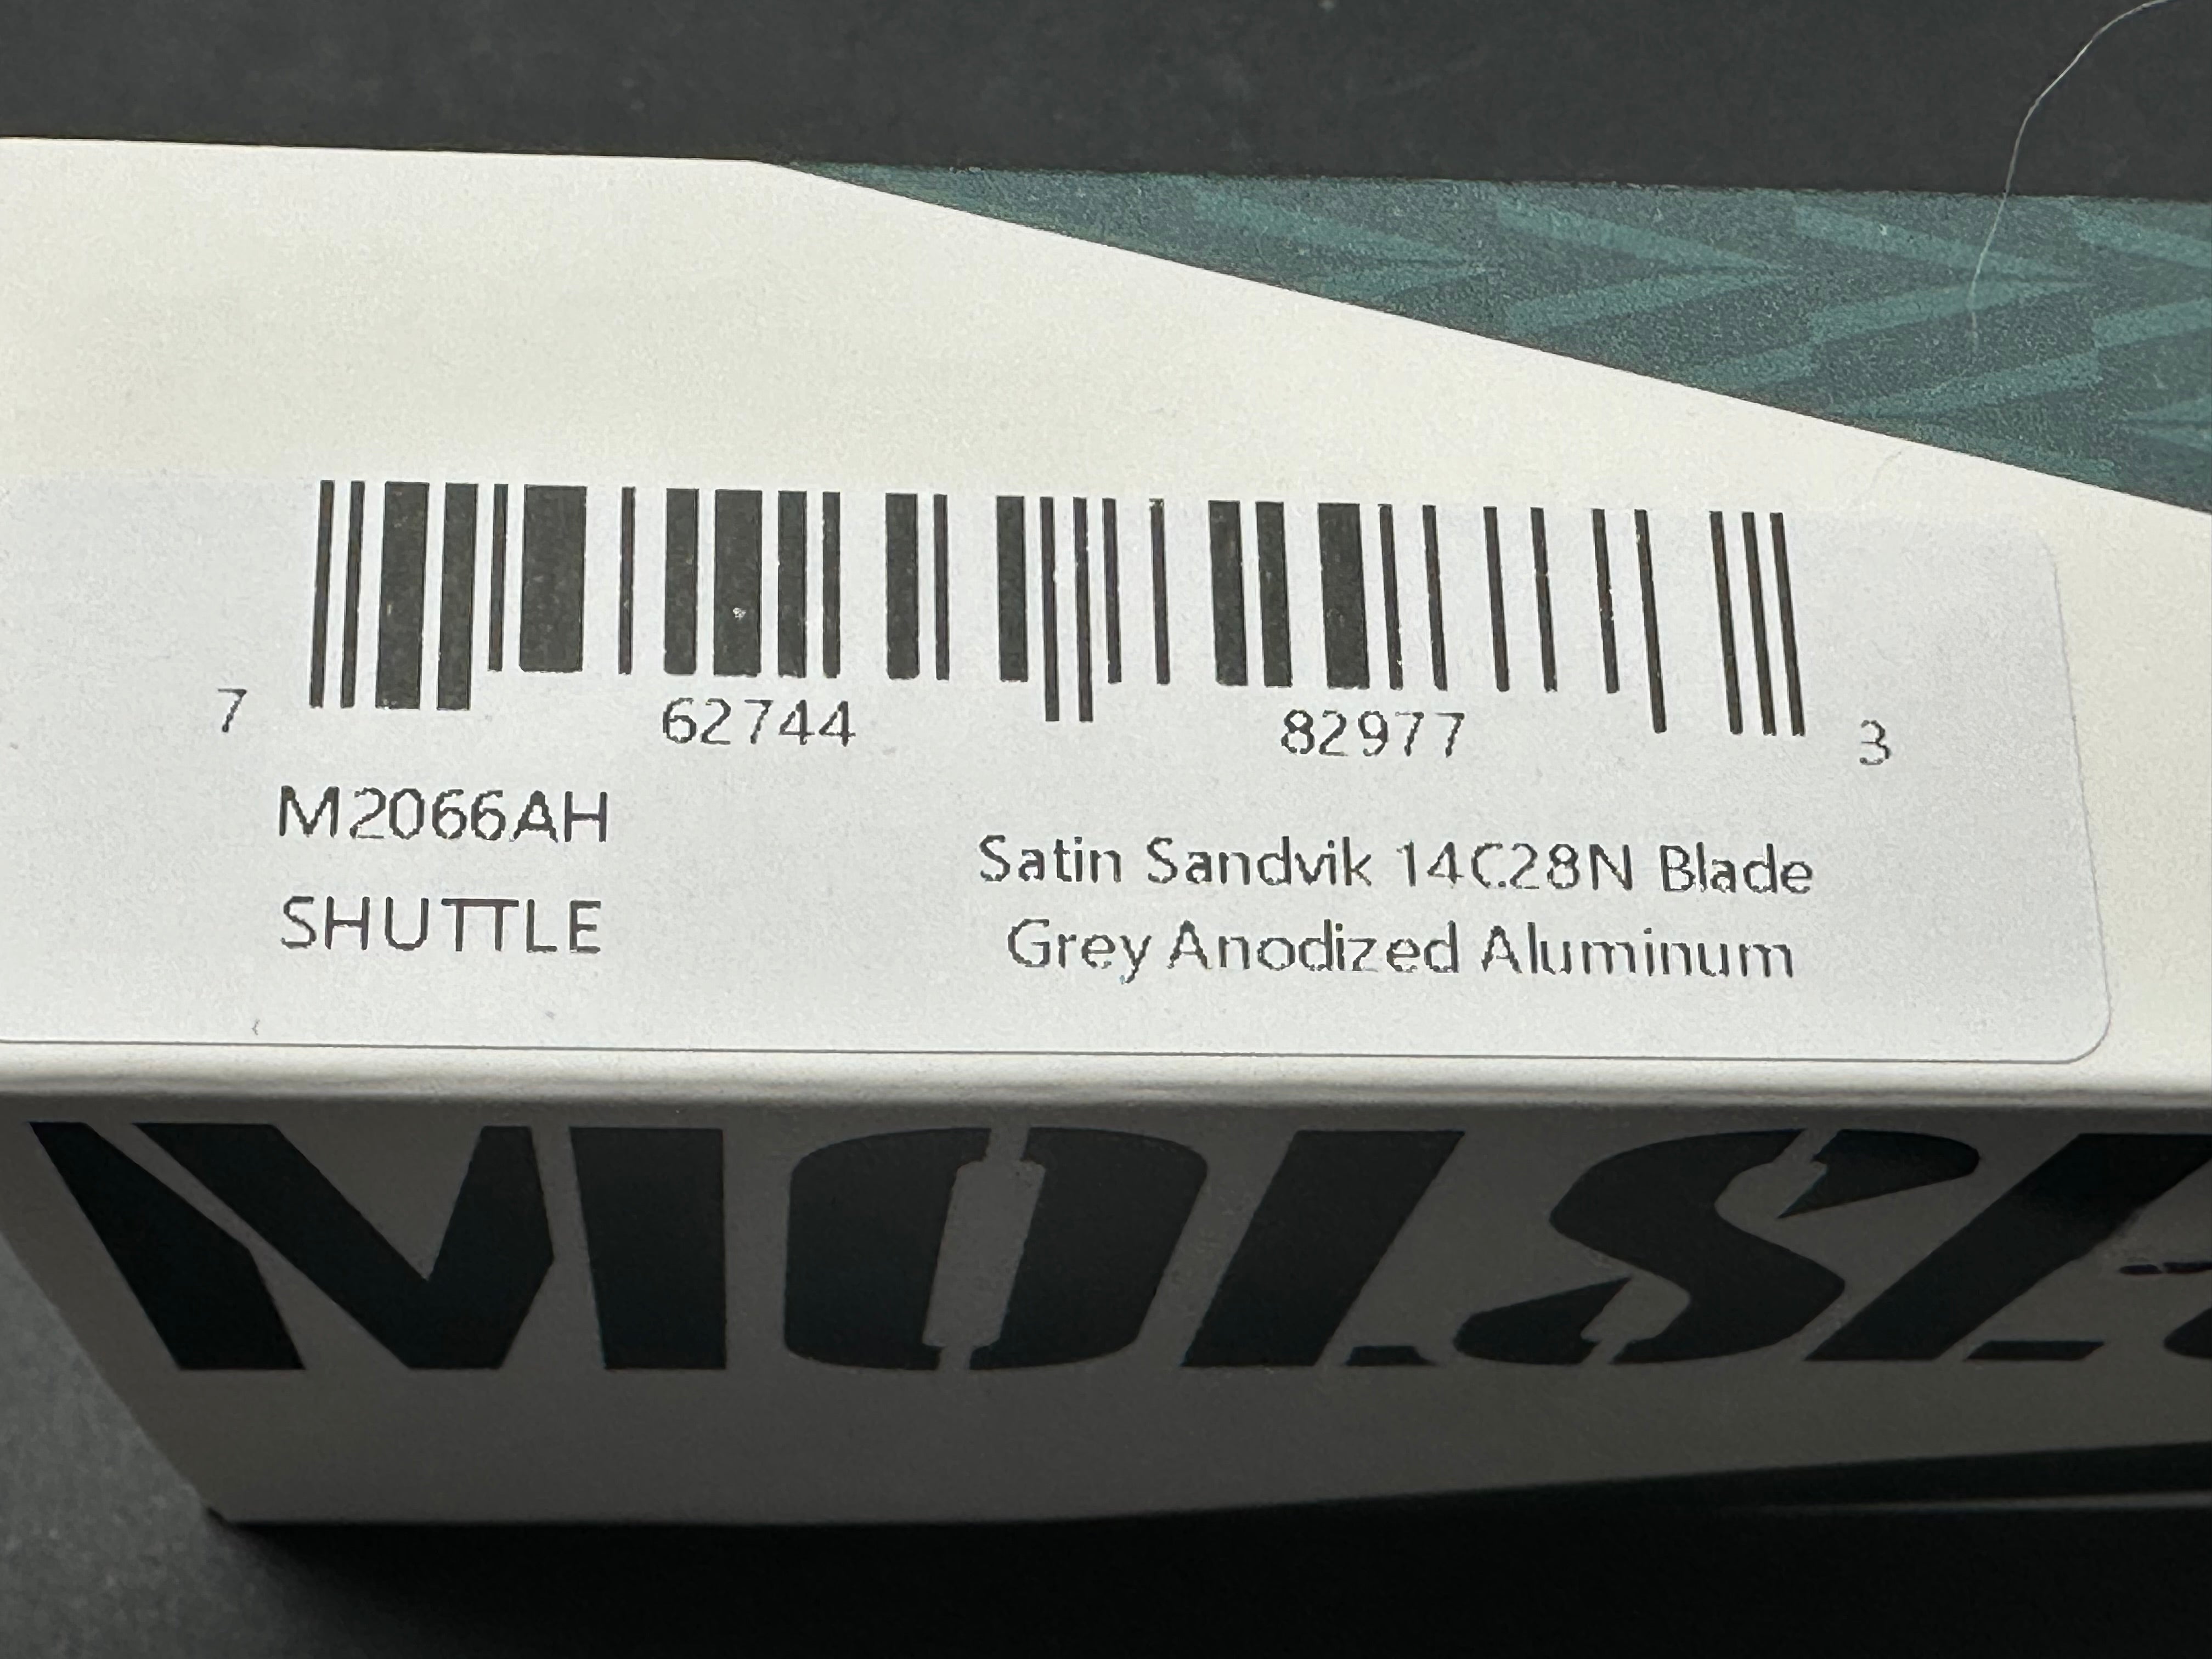 7 62744 82977 3
M2066AH
SHUTTLE
Satin Sandvik 14C28N Blade
Grey Anodized Aluminum